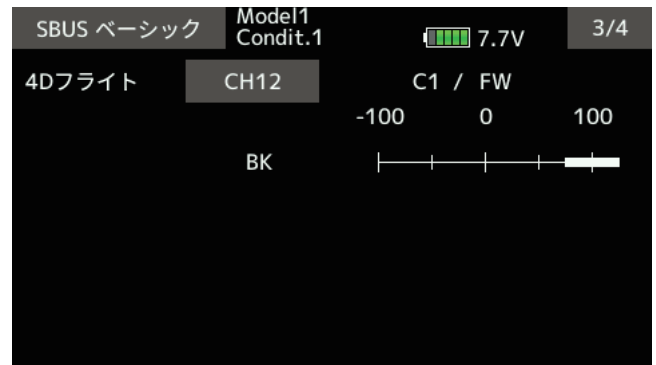 SBUS ベーシック
Model1
Condit.1
7.7V
3/4
4Dフライト
CH12
C1 / FW
-100 0 100
BK